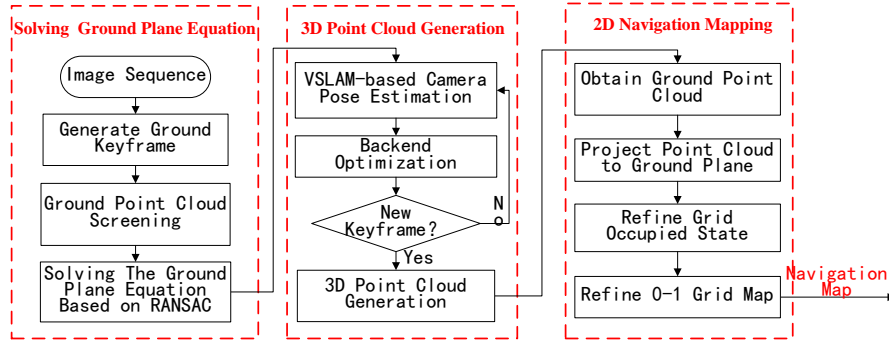 Solving Ground Plane Equation
Image Sequence
Generate Ground
Keyframe
Ground Point Cloud
Screening
Solving The Ground
Plane Equation
Based on RANSAC
3D Point Cloud Generation
VSLAM-based Camera
Pose Estimation
Backend
Optimization
New
Keyframe?
No
Yes
3D Point Cloud
Generation
2D Navigation Mapping
Obtain Ground Point
Cloud
Project Point Cloud
to Ground Plane
Refine Grid
Occupied State
Refine 0-1 Grid Map
Navigation
Map